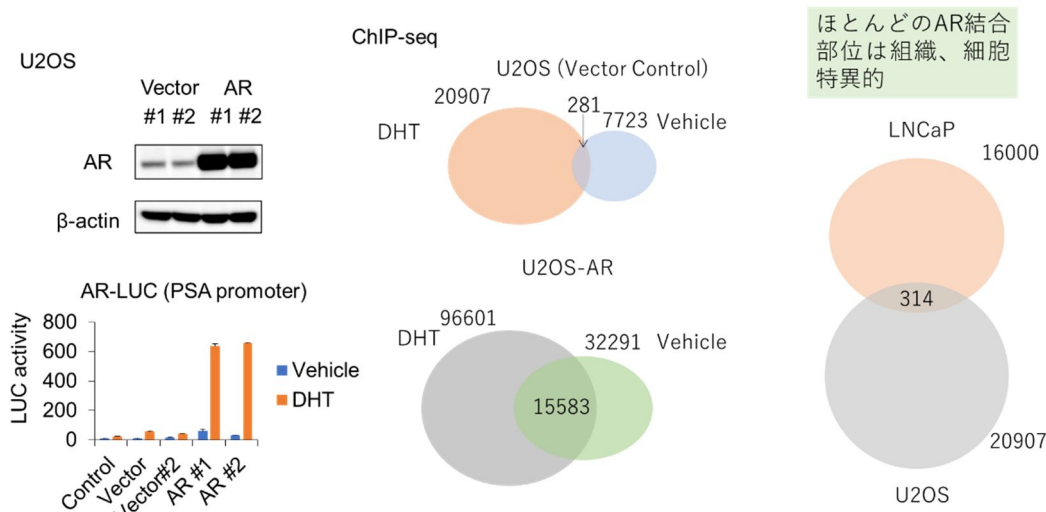 U2OS
Vector AR
#1 #2 #1 #2
AR
β-actin
AR-LUC (PSA promoter)
LUC activity
800
600
400
200
0
Vehicle
DHT
Control
Vector
Vector#2
AR #1
AR #2
ChIP-seq
U2OS (Vector Control)
20907
281
7723 Vehicle
DHT
U2OS-AR
96601
DHT
32291 Vehicle
15583
ほとんどのAR結合
部位は組織、細胞
特異的
LNCaP
16000
314
20907
U2OS